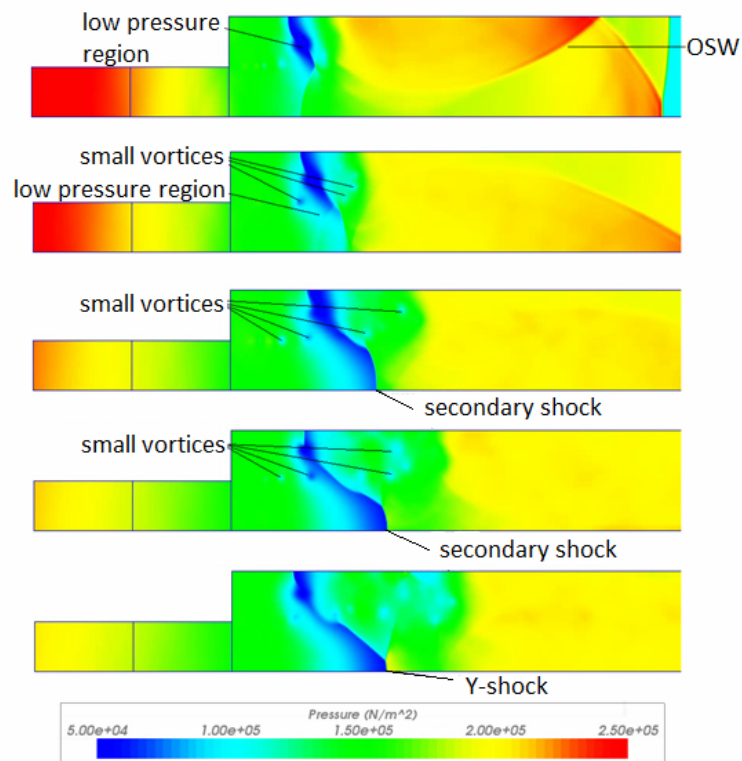 low pressure
region
OSW
small vortices
low pressure region
small vortices
secondary shock
small vortices
secondary shock
Y-shock
Pressure (N/m^2)
5.00e+04 1.00e+05 1.50e+05 2.00e+05 2.50e+05